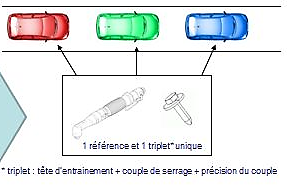 1 référence et 1 triplet* unique
* triplet : tête d'entrainement + couple de serrage + précision du couple